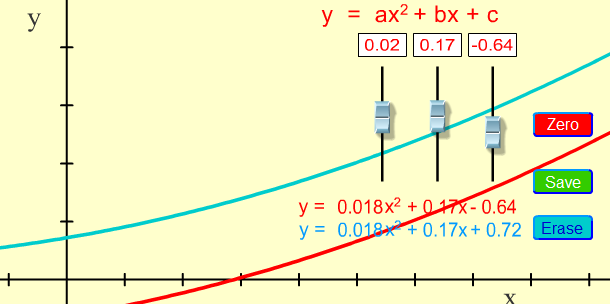 y
y = ax² + bx + c
0.02 0.17 -0.64
Zero
Save
y = 0.018x² + 0.17x - 0.64
y = 0.018x² + 0.17x + 0.72
Erase
x